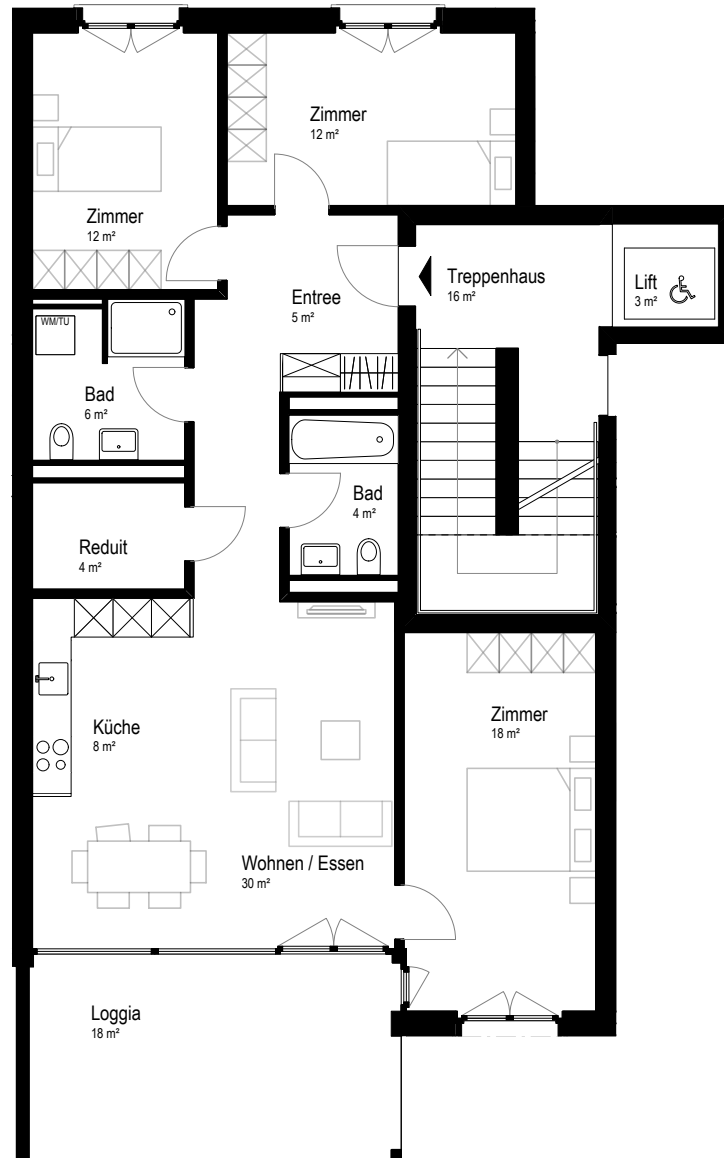 Zimmer
12 m²
Zimmer
12 m²
Entree
5 m²
Treppenhaus
16 m²
Lift
3 m²
WM/TU
Bad
6 m²
Bad
4 m²
Reduit
4 m²
Küche
8 m²
Zimmer
18 m²
Wohnen / Essen
30 m²
Loggia
18 m²